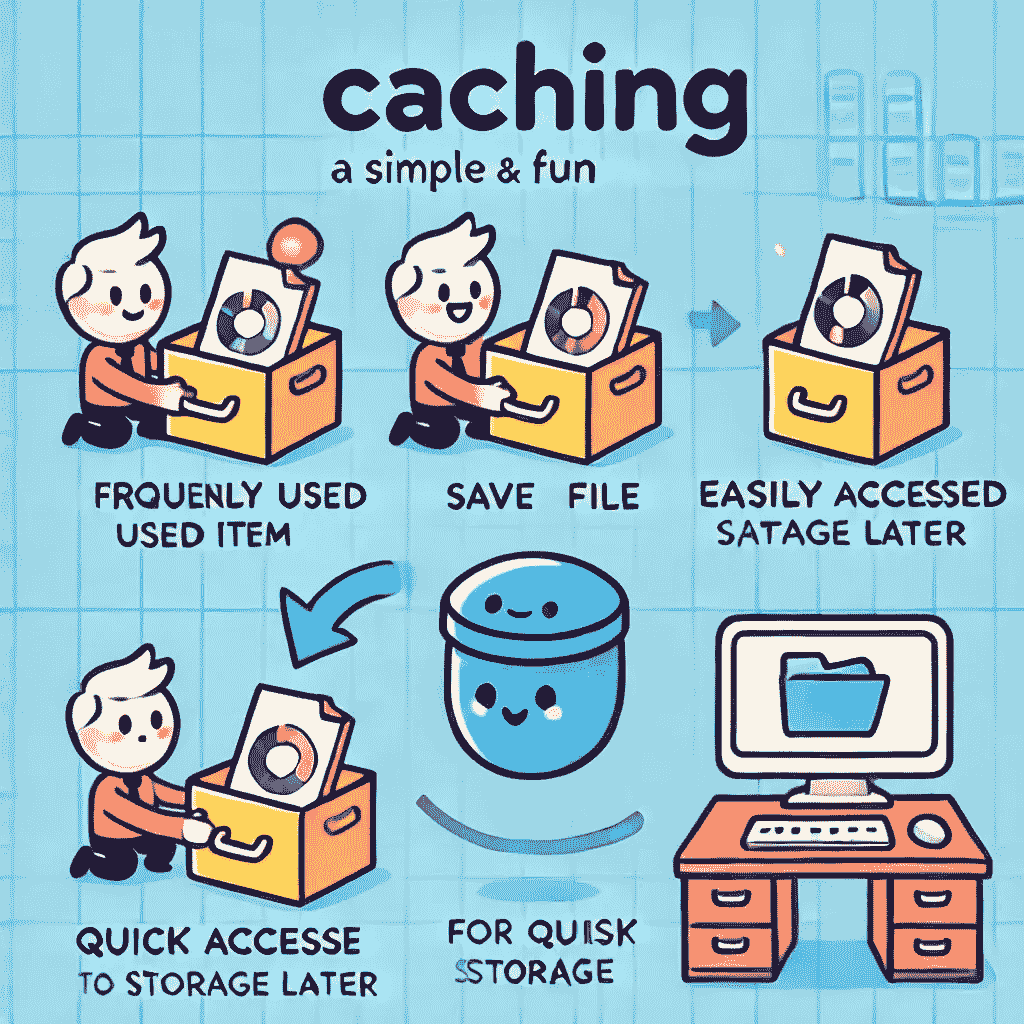 caching
a simple & fun
FRQUENLY USED
USED ITEM
SAVE FILE
EASILY ACCESSED
SATAGE LATER
QUICK ACCESSE
TO STORAGE LATER
FOR QUISK
SSTORAGE